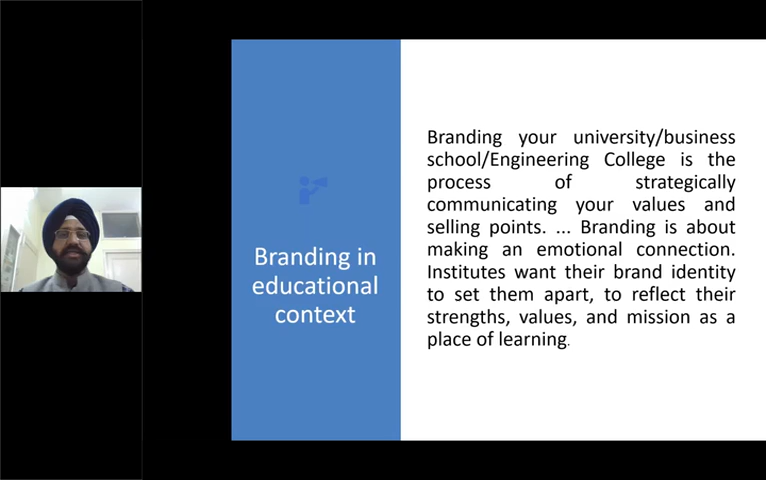 Branding in
educational
context
Branding your university/business
school/Engineering College is the
process of strategically
communicating your values and
selling points. ... Branding is about
making an emotional connection.
Institutes want their brand identity
to set them apart, to reflect their
strengths, values, and mission as a
place of learning.